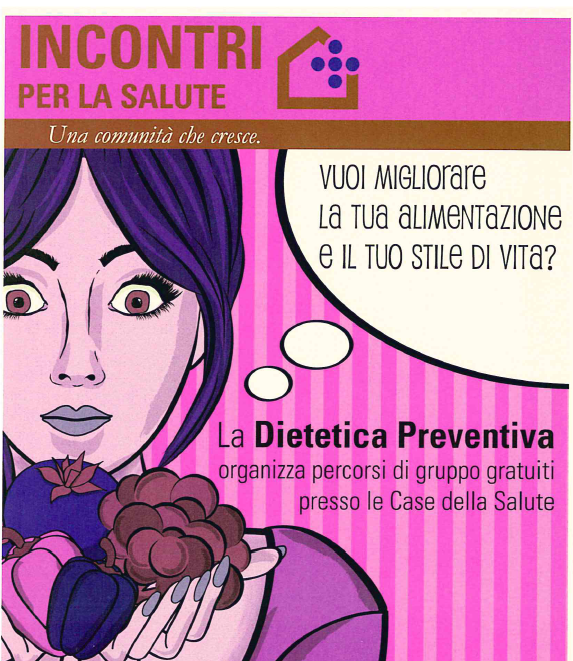 INCONTRI
PER LA SALUTE
Una comunità che cresce.
VUOI MIGLIORARE
LA TUA ALIMENTAZIONE
E IL TUO STILE DI VITA?
La Dietetica Preventiva
organizza percorsi di gruppo gratuiti
presso le Case della Salute